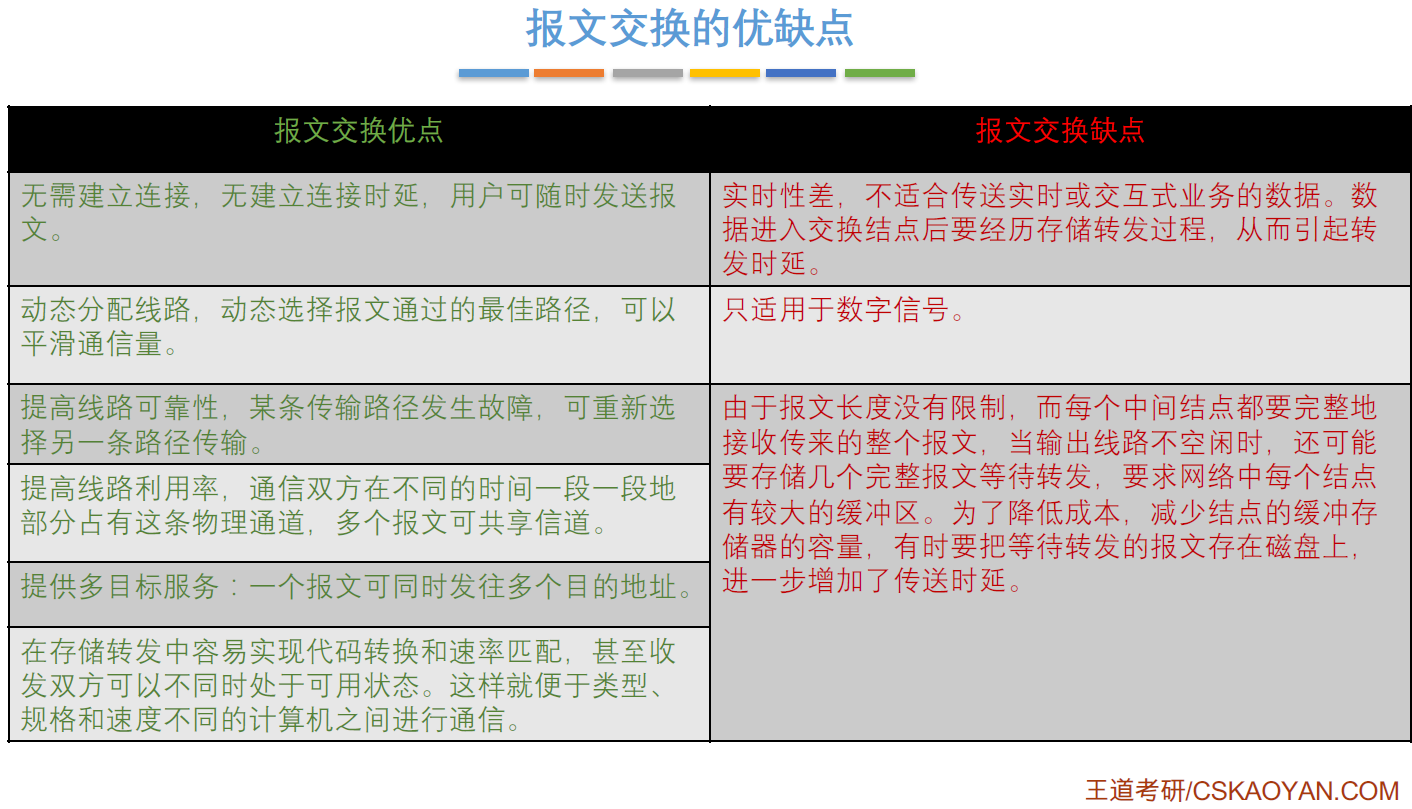 报文交换的优缺点
报文交换优点
报文交换缺点
无需建立连接，无建立连接时延，用户可随时发送报
文。
实时性差，不适合传送实时或交互式业务的数据。数
据进入交换结点后要经历存储转发过程，从而引起转
发时延。
动态分配线路，动态选择报文通过的最佳路径，可以
平滑通信量。
只适用于数字信号。
提高线路可靠性，某条传输路径发生故障，可重新选
择另一条路径传输。
由于报文长度没有限制，而每个中间结点都要完整地
接收传来的整个报文，当输出线路不空闲时，还可能
要存储几个完整报文等待转发，要求网络中每个结点
有较大的缓冲区。为了降低成本，减少结点的缓冲存
储器的容量，有时要把等待转发的报文存在磁盘上，
进一步增加了传送时延。
提高线路利用率，通信双方在不同的时间一段一段地
部分占有这条物理通道，多个报文可共享信道。
提供多目标服务：一个报文可同时发往多个目的地址。
在存储转发中容易实现代码转换和速率匹配，甚至收
发双方可以不同时处于可用状态。这样就便于类型、
规格和速度不同的计算机之间进行通信。
王道考研/CSKAOYAN.COM